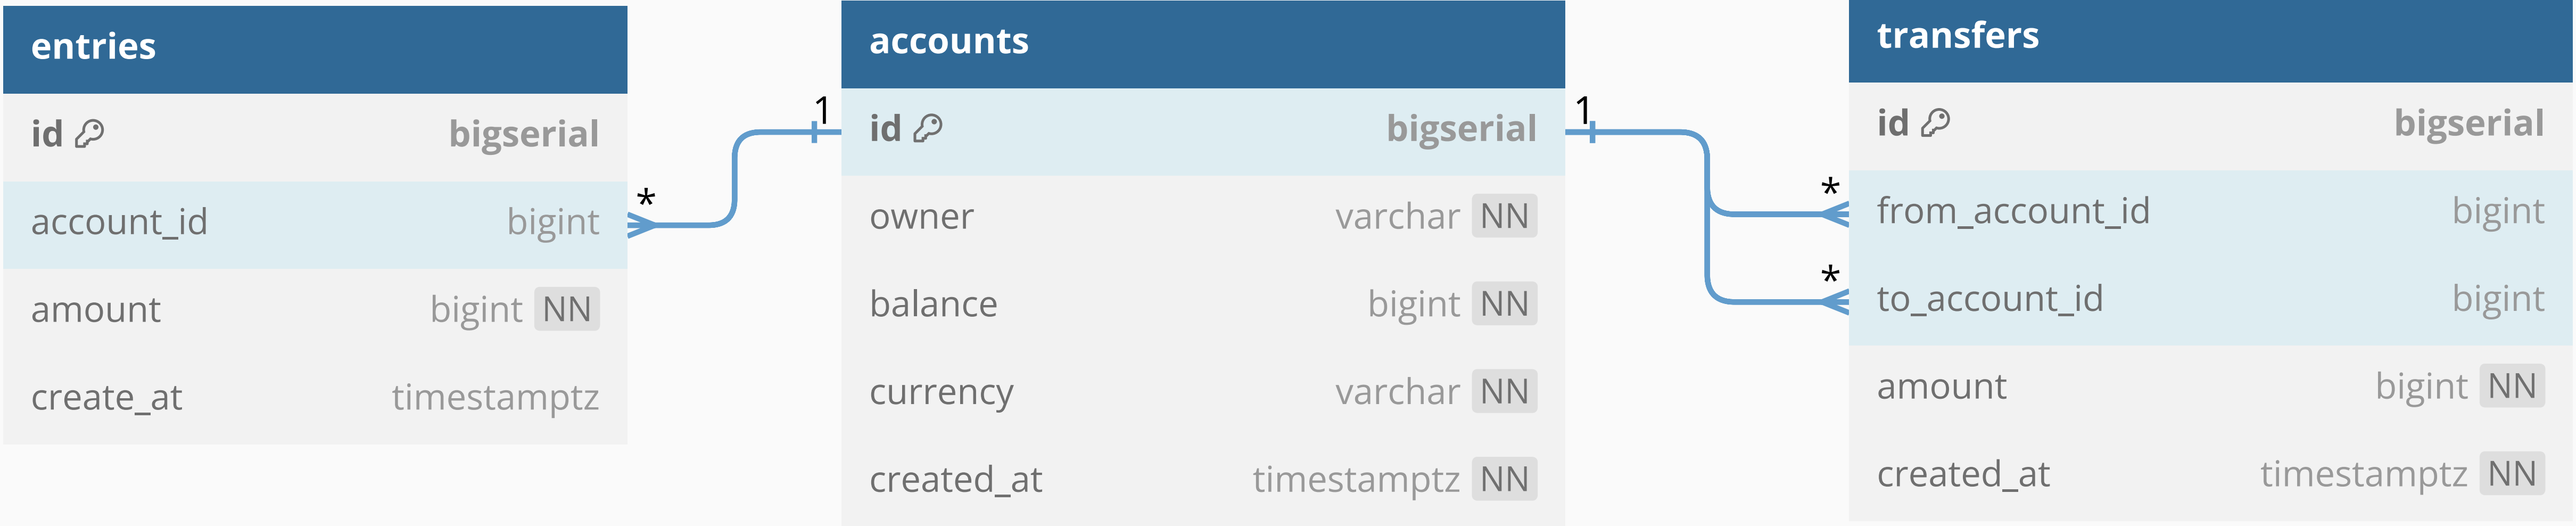 entries
id bigserial
account_id bigint
amount bigint NN
create_at timestamptz
1
*
accounts
id bigserial
owner varchar NN
balance bigint NN
currency varchar NN
created_at timestamptz NN
1
*
*
transfers
id bigserial
from_account_id bigint
to_account_id bigint
amount bigint NN
created_at timestamptz NN